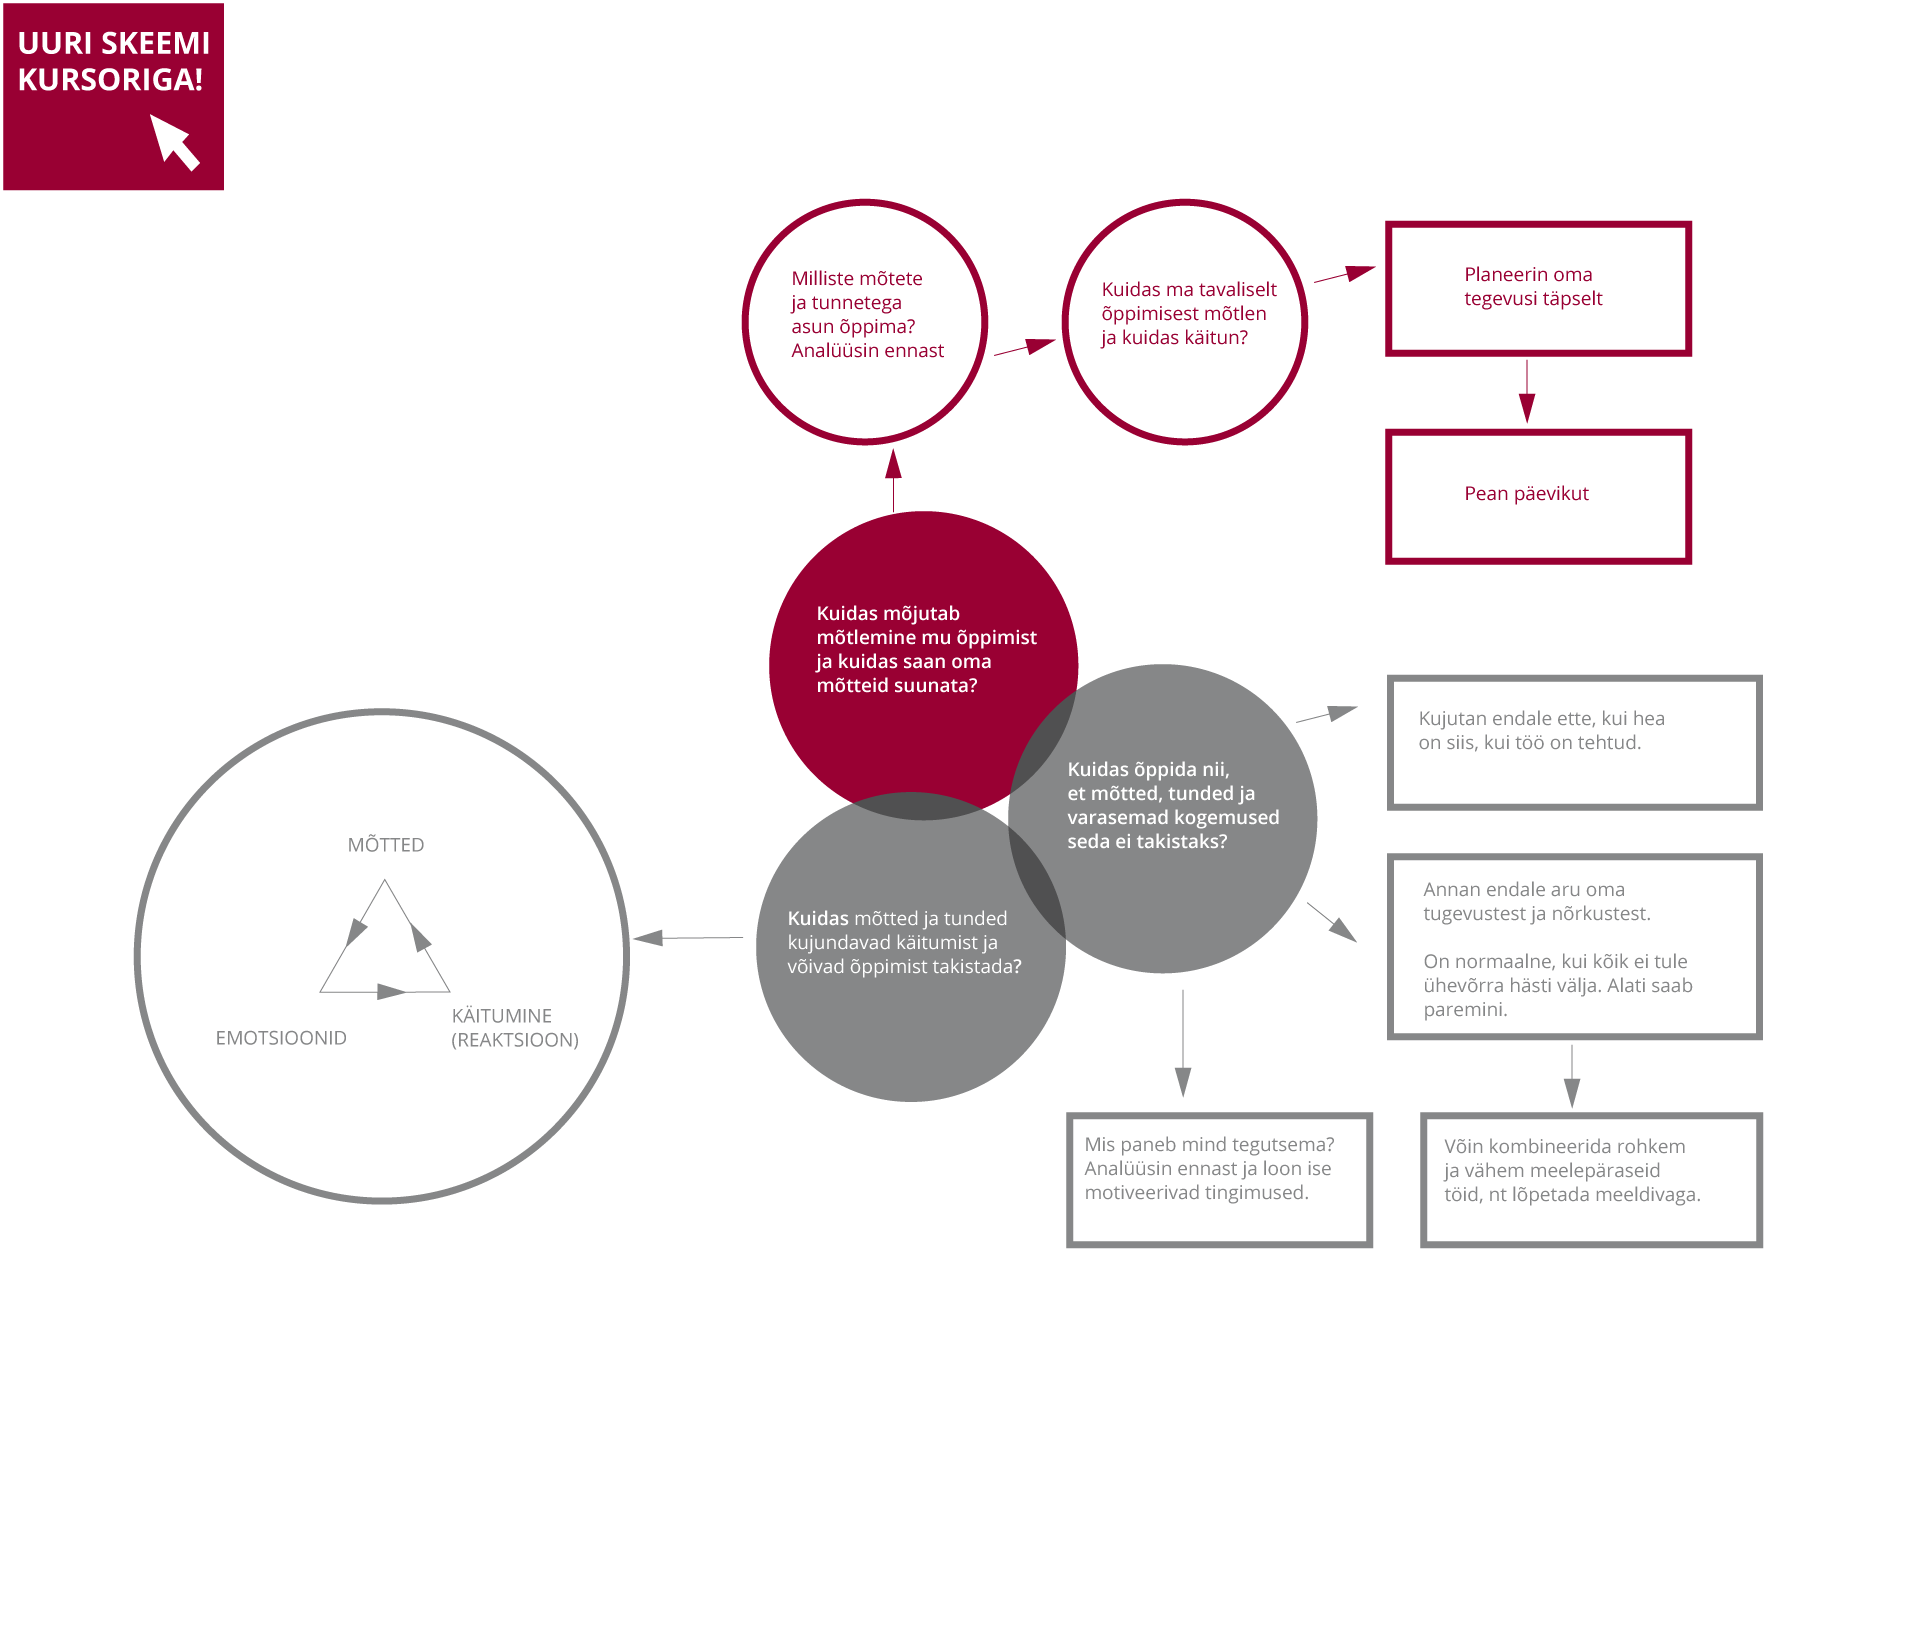 UURI SKEEMI
KURSORIGA!
Milliste mõtete
ja tunnetega
asun õppima?
Analüüsin ennast
Kuidas ma tavaliselt
õppimisest mõtlen
ja kuidas käitun?
Planeerin oma
tegevusi täpselt
Pean päevikut
Kuidas mõjutab
mõtlemine mu õppimist
ja kuidas saan oma
mõtteid suunata?
Kuidas õppida nii,
et mõtted, tunded ja
varasemad kogemused
seda ei takistaks?
Kujutan endale ette, kui hea
on siis, kui töö on tehtud.
Annan endale aru oma
tugevustest ja nõrkustest.
On normaalne, kui kõik ei tule
ühevõrra hästi välja. Alati saab
paremini.
Kuidas mõtted ja tunded
kujundavad käitumist ja
võivad õppimist takistada?
MÕTTED
EMOTSIOONID
KÄITUMINE
(REAKTSIOON)
Mis paneb mind tegutsema?
Analüüsin ennast ja loon ise
motiveerivad tingimused.
Võin kombineerida rohkem
ja vähem meelepäraseid
töid, nt lõpetada meeldivaga.